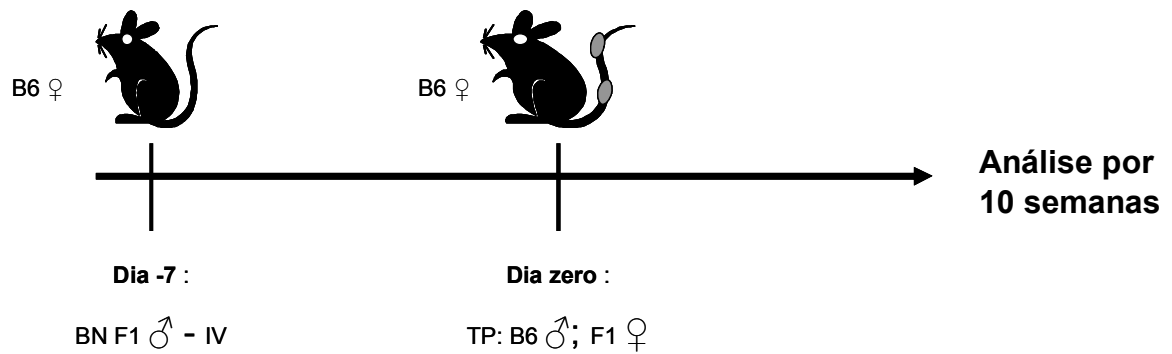 B6 ♀
B6 ♀
Análise por
10 semanas
Dia -7 :
Dia zero :
BN F1 ♂ - IV
TP: B6 ♂; F1 ♀